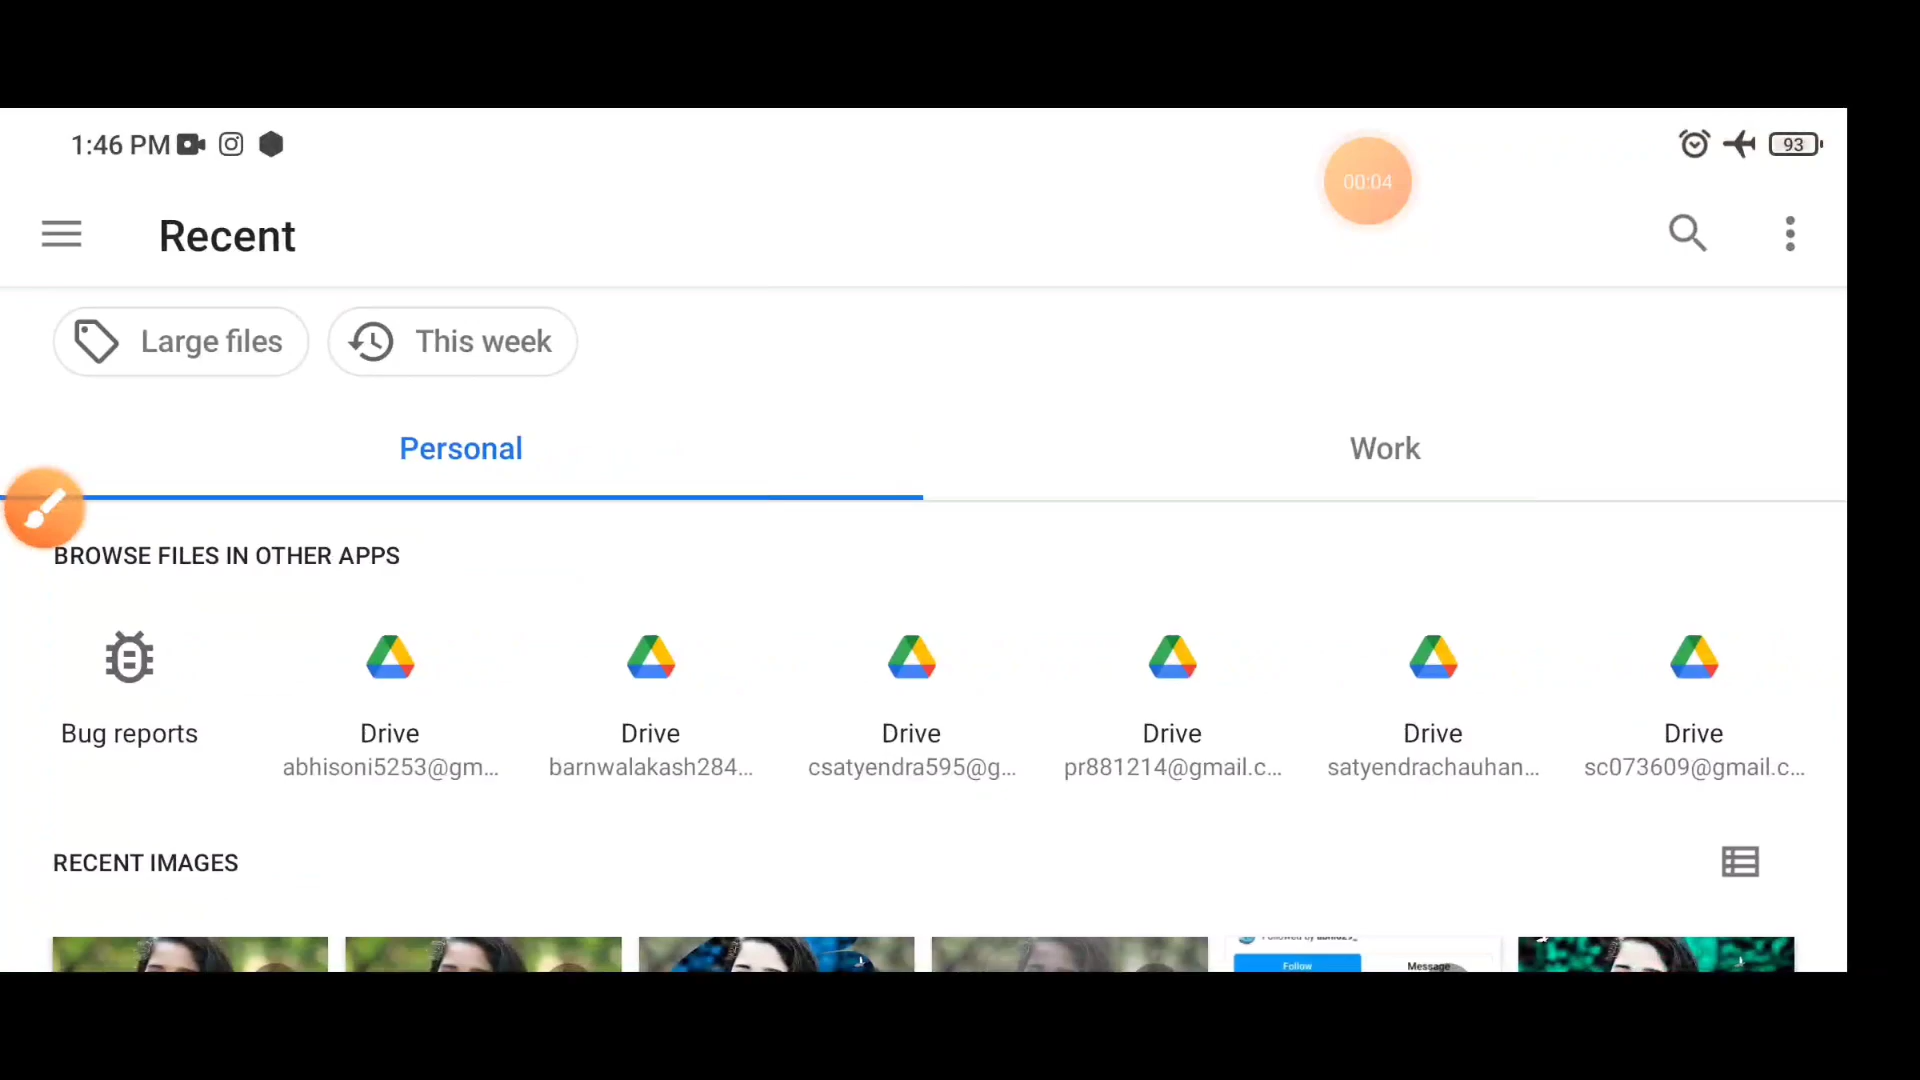 1:46 PM
93
00:04
Recent
Large files
This week
Personal
Work
BROWSE FILES IN OTHER APPS
Bug reports
Drive
abhisoni5253@gm...
Drive
barnwalakash284...
Drive
csatyendra595@g...
Drive
pr881214@gmail.c...
Drive
satyendrachauhan...
Drive
sc073609@gmail.c...
RECENT IMAGES
Follow
Message